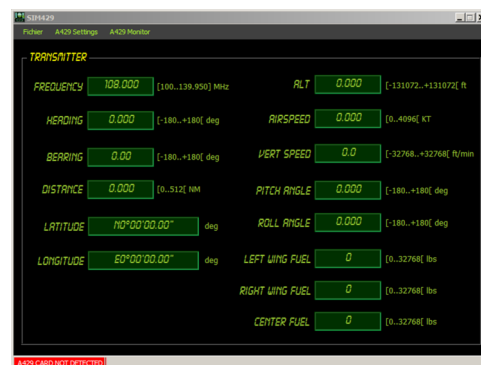 SIM429
Fichier A429 Settings A429 Monitor
TRANSMITTER
FREQUENCY 108.000 [100..139.950] MHz
ALT 0.000 [-131072..+131072[ ft
HEADING 0.000 [-180..+180[ deg
AIRSPEED 0.000 [0..4096[ KT
BEARING 0.00 [-180..+180[ deg
VERT SPEED 0.0 [-32768..+32768[ ft/min
DISTANCE 0.000 [0..512[ NM
PITCH ANGLE 0.000 [-180..+180[ deg
LATITUDE N0°00'00.00" deg
ROLL ANGLE 0.000 [-180..+180[ deg
LONGITUDE E0°00'00.00" deg
LEFT WING FUEL 0 [0..32768[ lbs
RIGHT WING FUEL 0 [0..32768[ lbs
CENTER FUEL 0 [0..32768[ lbs
A429 CARD NOT DETECTED